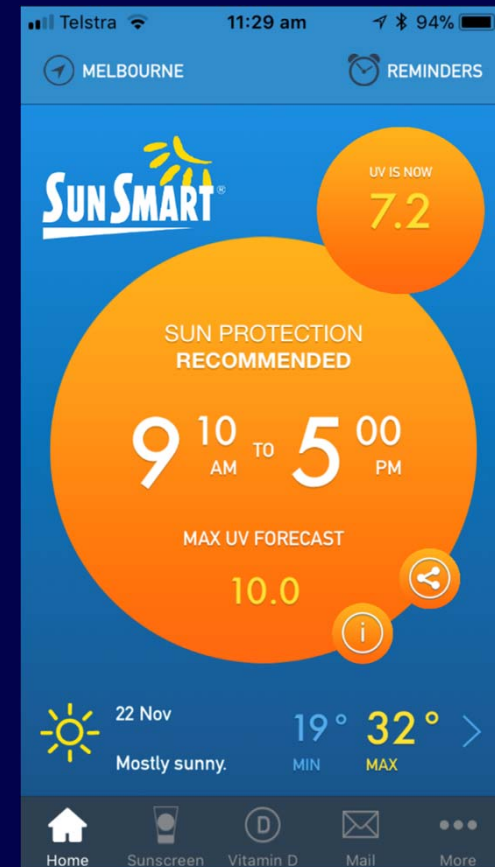 Telstra 11:29 am 94%
MELBOURNE REMINDERS
SUN SMART®
UV IS NOW
7.2
SUN PROTECTION
RECOMMENDED
9 10 AM TO 5 00 PM
MAX UV FORECAST
10.0
i
22 Nov
Mostly sunny.
19° 32°
MIN MAX
D
Home Sunscreen Vitamin D Mail More